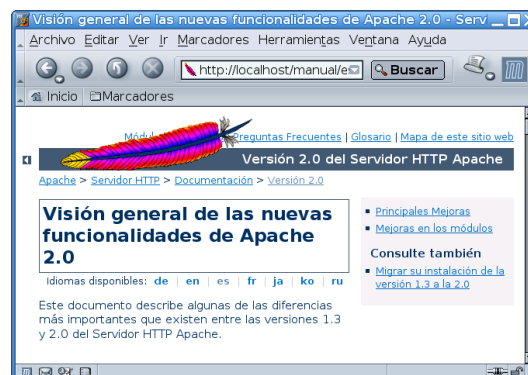 Visión general de las nuevas funcionalidades de Apache 2.0 - Serv
Archivo Editar Ver Ir Marcadores Herramientas Ventana Ayuda
http://localhost/manual/es
Buscar
Inicio Marcadores
Preguntas Frecuentes | Glosario | Mapa de este sitio web
Versión 2.0 del Servidor HTTP Apache
Apache > Servidor HTTP > Documentación > Versión 2.0
Visión general de las nuevas
funcionalidades de Apache
2.0
Idiomas disponibles: de | en | es | fr | ja | ko | ru
Este documento describe algunas de las diferencias
más importantes que existen entre las versiones 1.3
y 2.0 del Servidor HTTP Apache.
Principales Mejoras
Mejoras en los módulos
Consulte también
Migrar su instalación de la
versión 1.3 a la 2.0